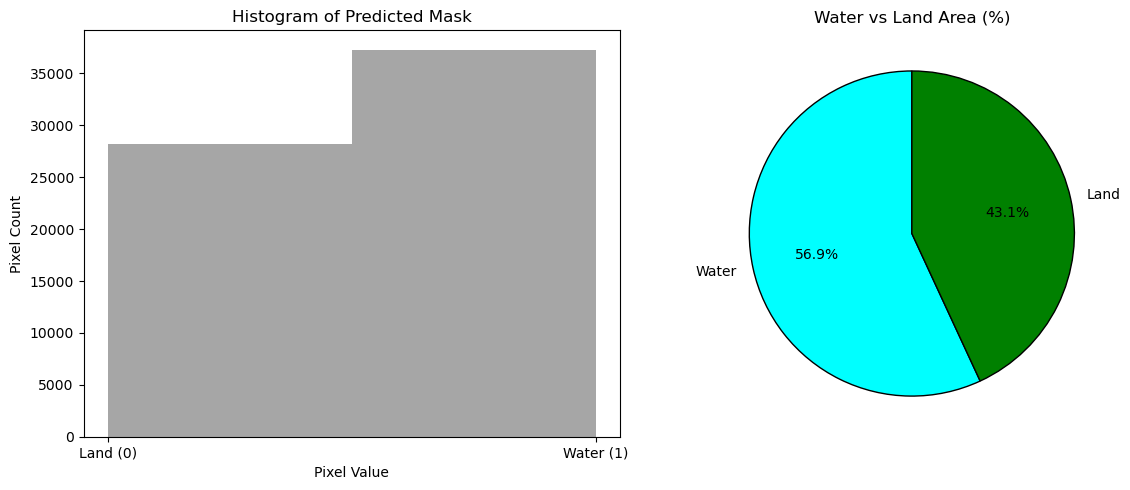 Histogram of Predicted Mask
Pixel Count
35000
30000
25000
20000
15000
10000
5000
0
Land (0)
Water (1)
Pixel Value
Water vs Land Area (%)
Land
43.1%
56.9%
Water